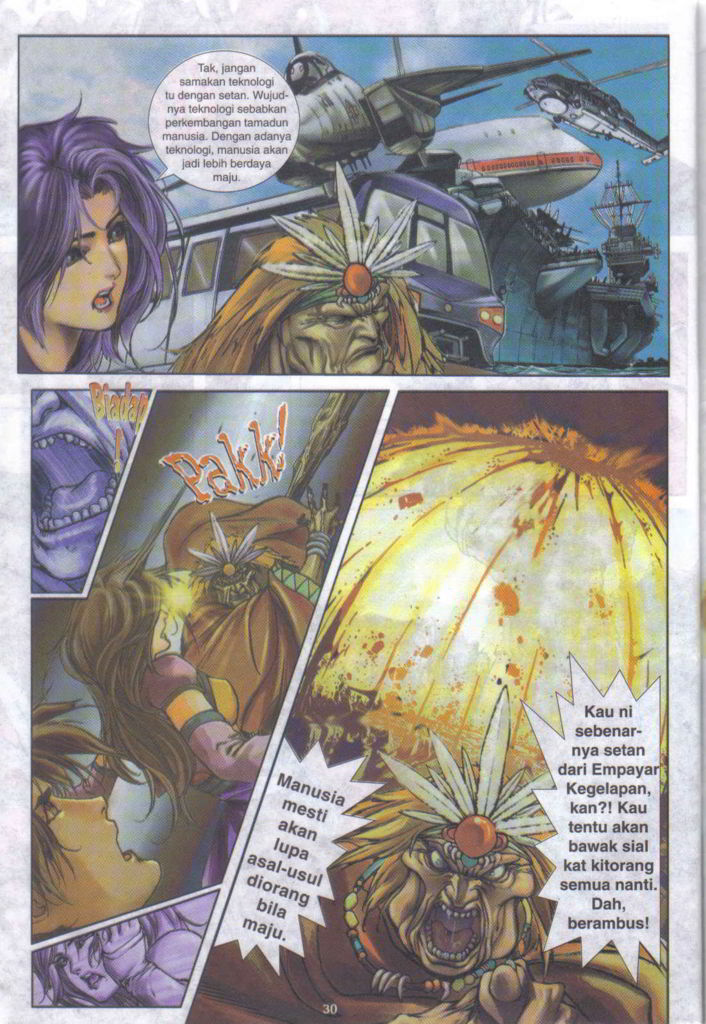 Tak, jangan
samakan teknologi
tu dengan setan. Wujud-
nya teknologi sebabkan
perkembangan tamadun
manusia. Dengan adanya
teknologi, manusia akan
jadi lebih berdaya
maju.
Biadap
!
Pakk!
Manusia
mesti
akan
lupa
asal-usul
diorang
bila
maju.
Kau ni
sebenar-
nya setan
dari Empayar
Kegelapan,
kan?! Kau
tentu akan
bawak sial
kat kitorang
semua nanti.
Dah,
berambus!
30